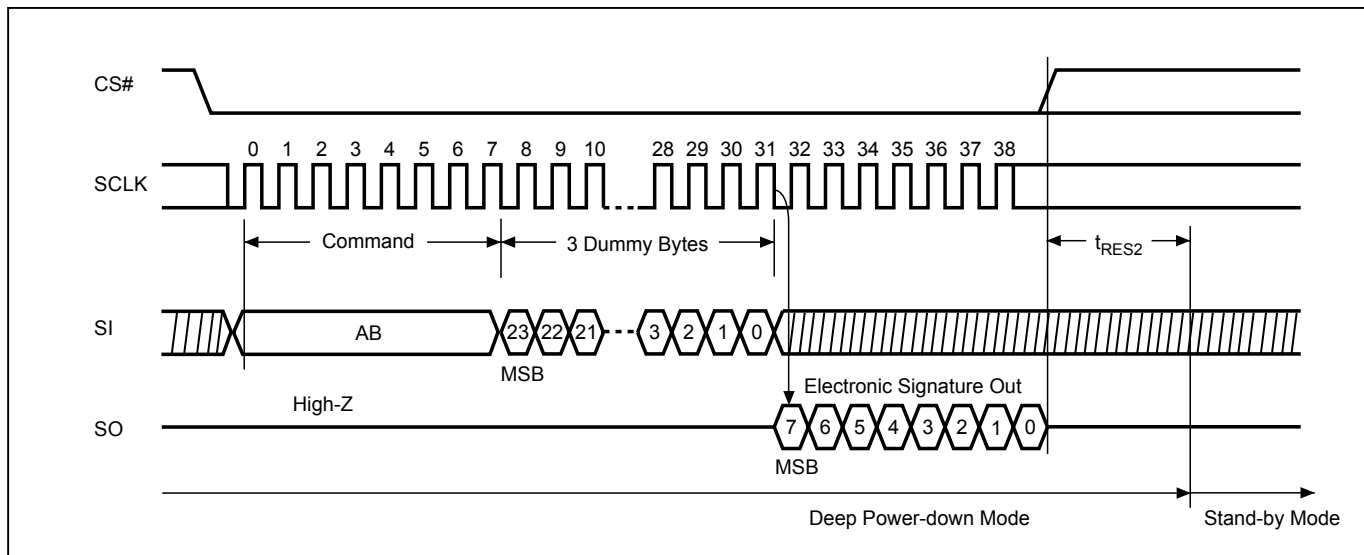 CS#
0 1 2 3 4 5 6 7 8 9 10 28 29 30 31 32 33 34 35 36 37 38
SCLK
Command 3 Dummy Bytes tRES2
SI AB 23 22 21 3 2 1 0
MSB Electronic Signature Out
High-Z
SO 7 6 5 4 3 2 1 0
MSB
Deep Power-down Mode Stand-by Mode